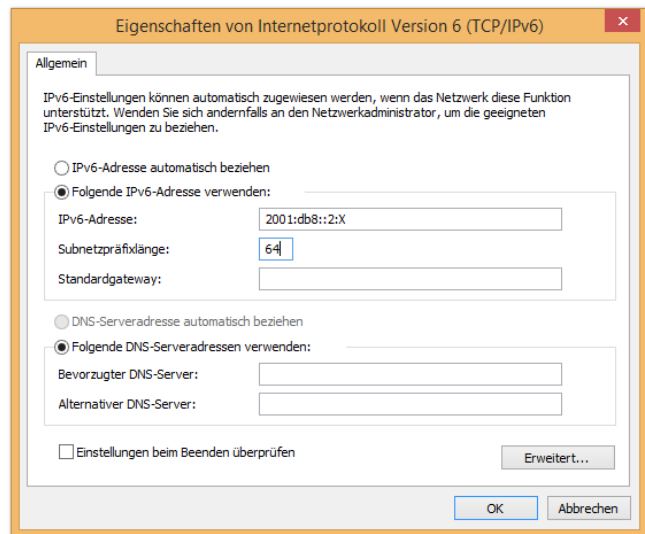 Eigenschaften von Internetprotokoll Version 6 (TCP/IPv6)
Allgemein
IPv6-Einstellungen können automatisch zugewiesen werden, wenn das Netzwerk diese Funktion
unterstützt. Wenden Sie sich andernfalls an den Netzwerkadministrator, um die geeigneten
IPv6-Einstellungen zu beziehen.
IPv6-Adresse automatisch beziehen
Folgende IPv6-Adresse verwenden:
IPv6-Adresse: 2001:db8::2:X
Subnetzpräfixlänge: 64
Standardgateway:
DNS-Serveradresse automatisch beziehen
Folgende DNS-Serveradressen verwenden:
Bevorzugter DNS-Server:
Alternativer DNS-Server:
Einstellungen beim Beenden überprüfen
Erweitert...
OK Abbrechen